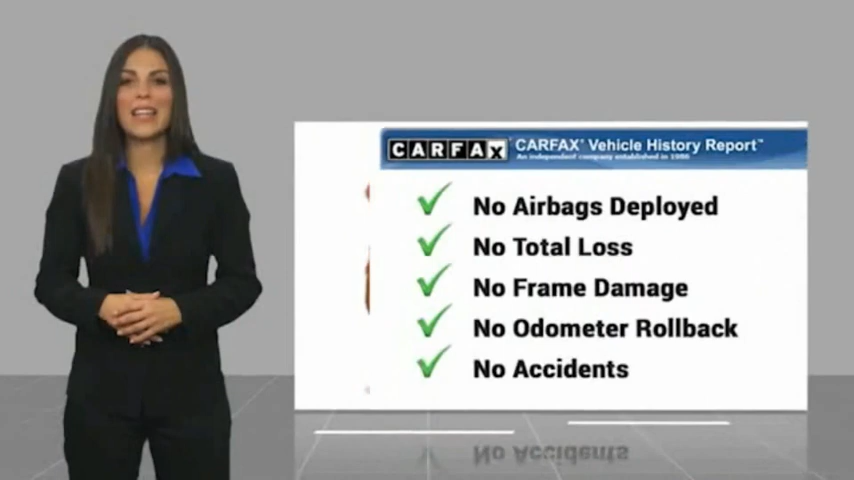 CARFAX
CARFAX® Vehicle History Report™
An independent company established in 1986
No Airbags Deployed
No Total Loss
No Frame Damage
No Odometer Rollback
No Accidents
No Accidents